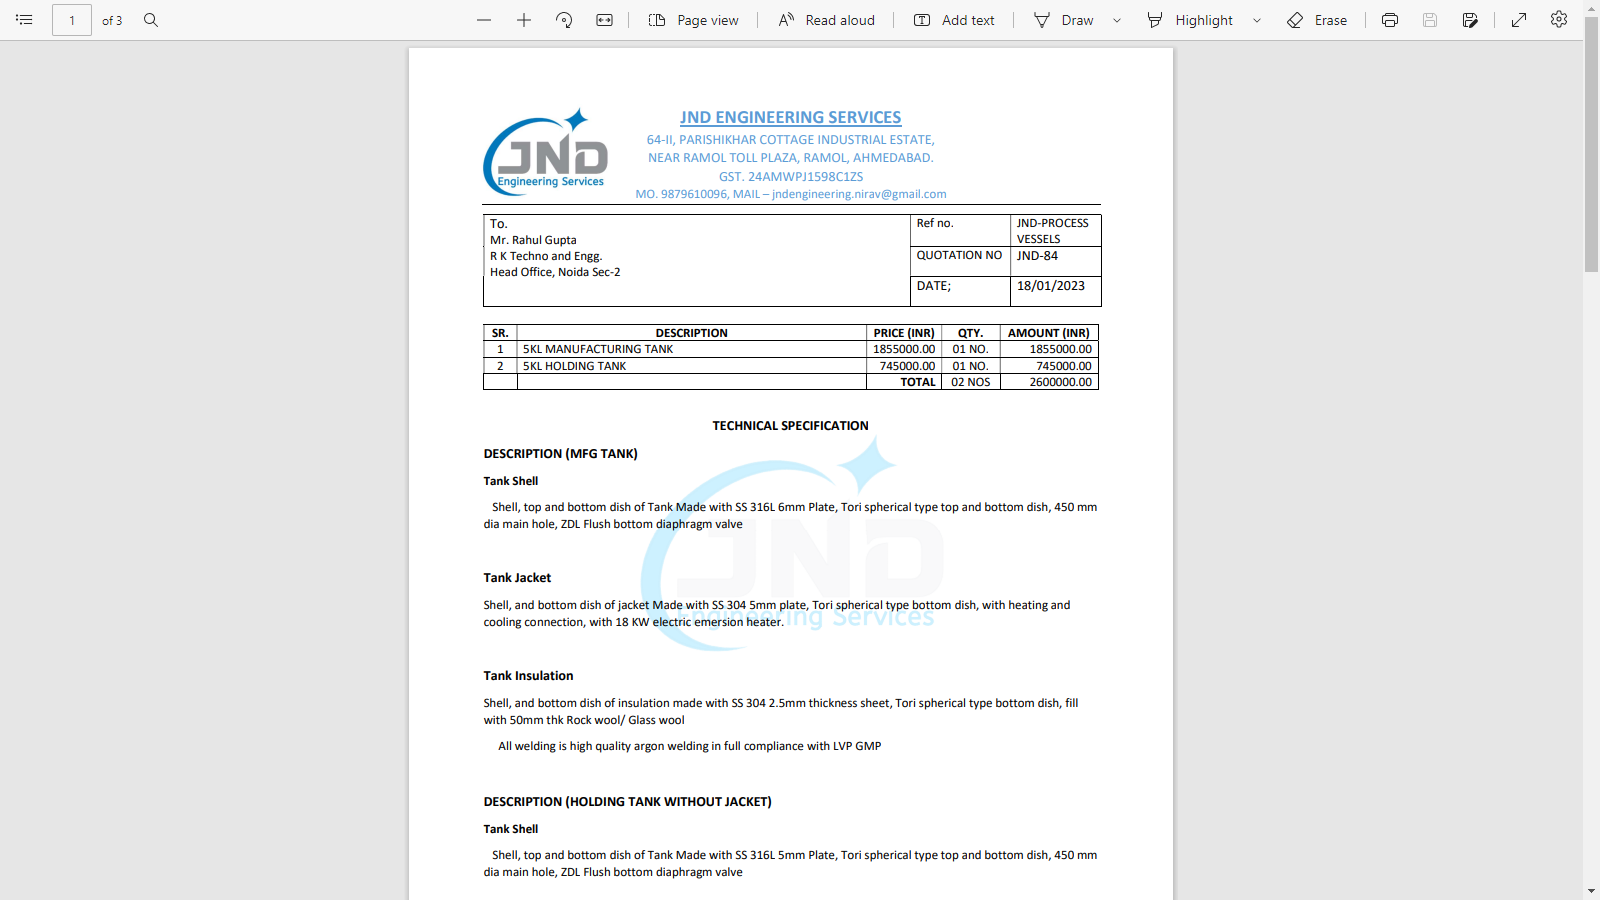 1 of 3 Page view Read aloud Add text Draw Highlight Erase
JND
Engineering Services
JND ENGINEERING SERVICES
64-II, PARISHIKHAR COTTAGE INDUSTRIAL ESTATE,
NEAR RAMOL TOLL PLAZA, RAMOL, AHMEDABAD.
GST. 24AMWPJ1598C1ZS
MO. 9879610096, MAIL – jndengineering.nirav@gmail.com
To.
Mr. Rahul Gupta
R K Techno and Engg.
Head Office, Noida Sec-2
Ref no. JND-PROCESS
VESSELS
QUOTATION NO JND-84
DATE; 18/01/2023
SR. DESCRIPTION PRICE (INR) QTY. AMOUNT (INR)
1 5KL MANUFACTURING TANK 1855000.00 01 NO. 1855000.00
2 5KL HOLDING TANK 745000.00 01 NO. 745000.00
TOTAL 02 NOS 2600000.00
TECHNICAL SPECIFICATION
DESCRIPTION (MFG TANK)
Tank Shell
Shell, top and bottom dish of Tank Made with SS 316L 6mm Plate, Tori spherical type top and bottom dish, 450 mm
dia main hole, ZDL Flush bottom diaphragm valve
JND
Engineering Services
Tank Jacket
Shell, and bottom dish of jacket Made with SS 304 5mm plate, Tori spherical type bottom dish, with heating and
cooling connection, with 18 KW electric emersion heater.
Tank Insulation
Shell, and bottom dish of insulation made with SS 304 2.5mm thickness sheet, Tori spherical type bottom dish, fill
with 50mm thk Rock wool/ Glass wool
All welding is high quality argon welding in full compliance with LVP GMP
DESCRIPTION (HOLDING TANK WITHOUT JACKET)
Tank Shell
Shell, top and bottom dish of Tank Made with SS 316L 5mm Plate, Tori spherical type top and bottom dish, 450 mm
dia main hole, ZDL Flush bottom diaphragm valve